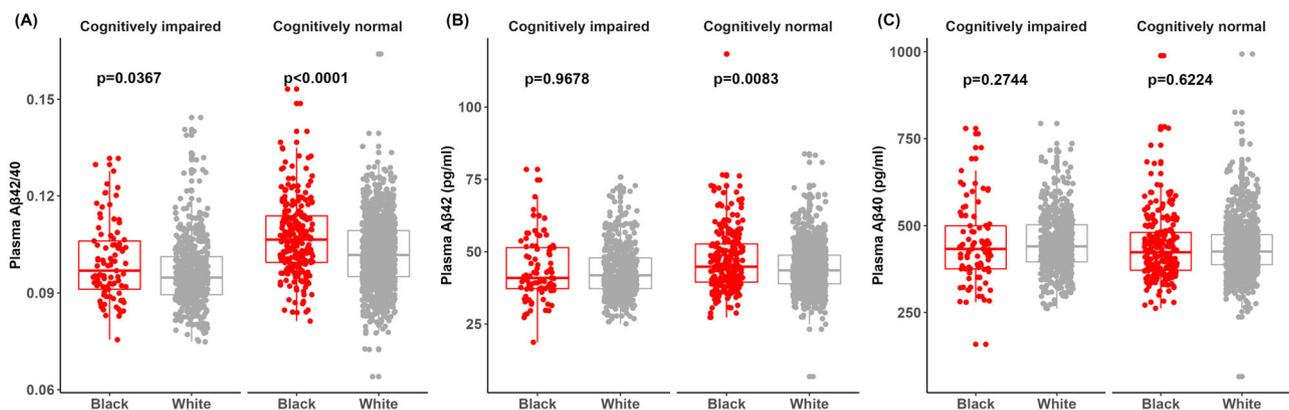 (A)
Cognitively impaired
Cognitively normal
p=0.0367
p<0.0001
Plasma Aβ42/40
0.15
0.12
0.09
0.06
Black
White
Black
White
(B)
Cognitively impaired
Cognitively normal
p=0.9678
p=0.0083
Plasma Aβ42 (pg/ml)
100
75
50
25
Black
White
Black
White
(C)
Cognitively impaired
Cognitively normal
p=0.2744
p=0.6224
Plasma Aβ40 (pg/ml)
1000
750
500
250
Black
White
Black
White